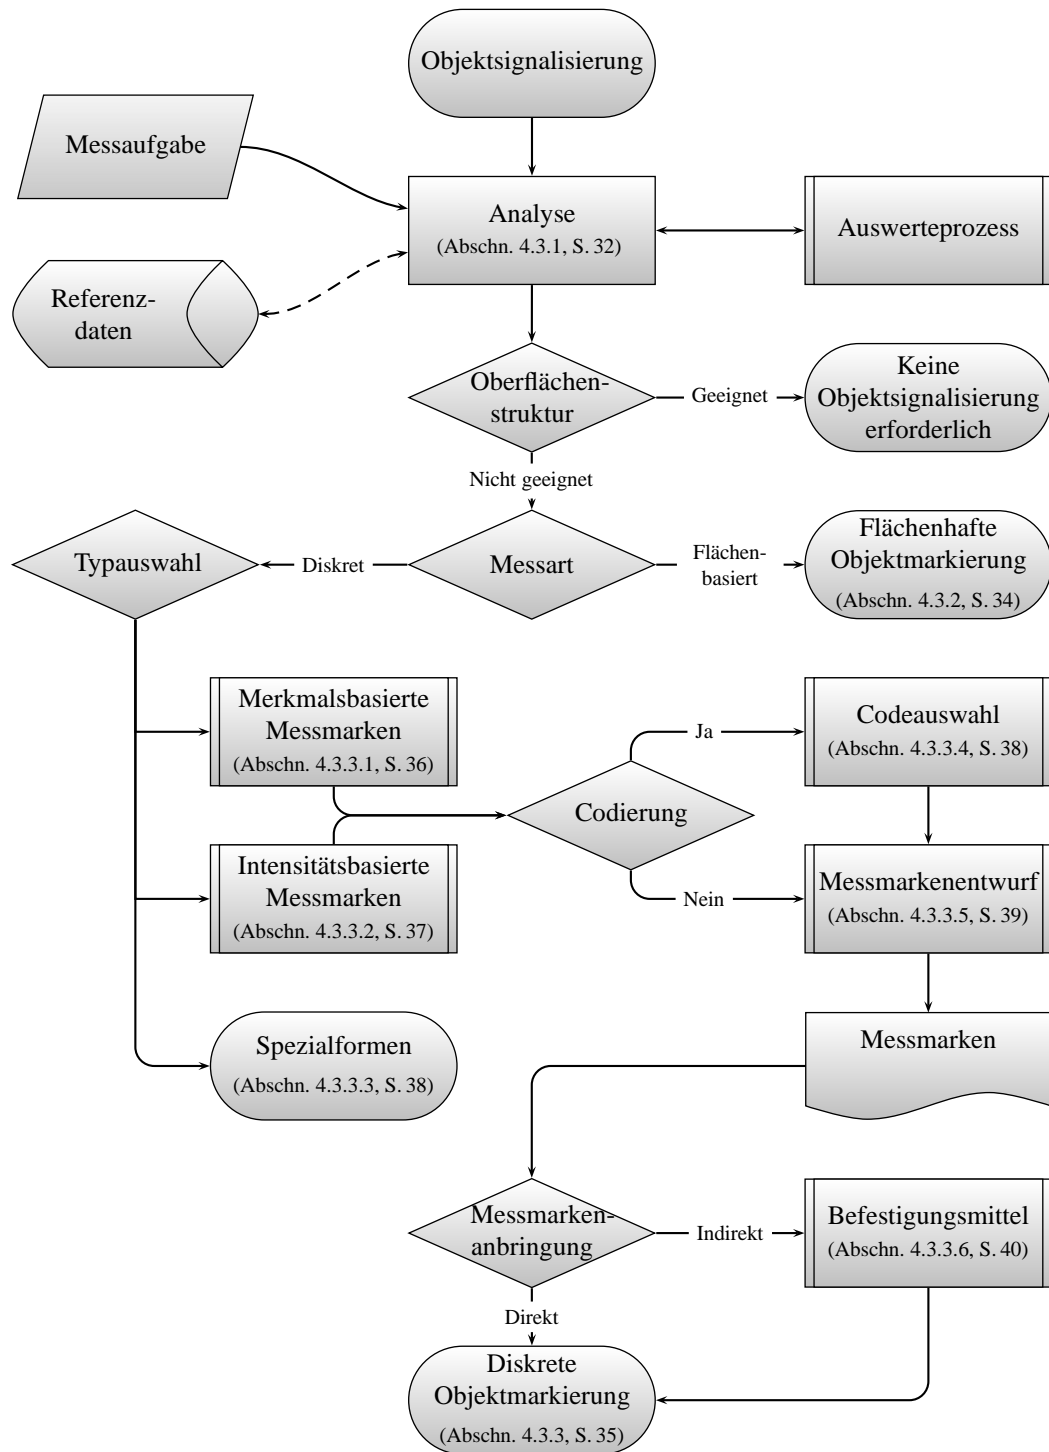 Objektsignalisierung
Messaufgabe
Analyse
(Abschn. 4.3.1, S. 32)
Auswerteprozess
Referenz-
daten
Oberflächen-
struktur
Geeignet
Keine
Objektsignalisierung
erforderlich
Nicht geeignet
Typauswahl
Diskret
Messart
Flächen-
basiert
Flächenhafte
Objektmarkierung
(Abschn. 4.3.2, S. 34)
Merkmalsbasierte
Messmarken
(Abschn. 4.3.3.1, S. 36)
Ja
Codeauswahl
(Abschn. 4.3.3.4, S. 38)
Codierung
Intensitätsbasierte
Messmarken
(Abschn. 4.3.3.2, S. 37)
Nein
Messmarkenentwurf
(Abschn. 4.3.3.5, S. 39)
Spezialformen
(Abschn. 4.3.3.3, S. 38)
Messmarken
Messmarken-
anbringung
Indirekt
Befestigungsmittel
(Abschn. 4.3.3.6, S. 40)
Direkt
Diskrete
Objektmarkierung
(Abschn. 4.3.3, S. 35)